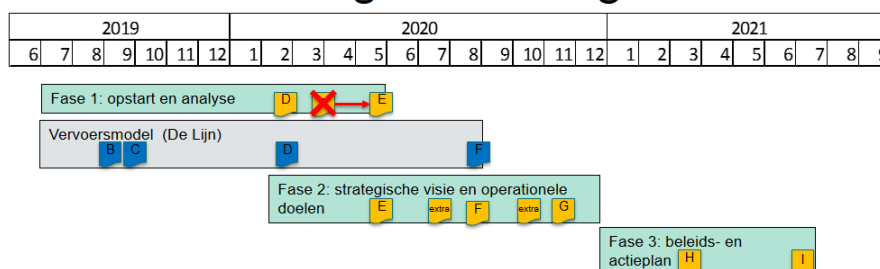 2019 2020 2021
6 7 8 9 10 11 12 1 2 3 4 5 6 7 8 9 10 11 12 1 2 3 4 5 6 7 8
Fase 1: opstart en analyse D E
Vervoersmodel (De Lijn)
B C D F
Fase 2: strategische visie en operationele
doelen E extra F extra G
Fase 3: beleids- en
actieplan H I